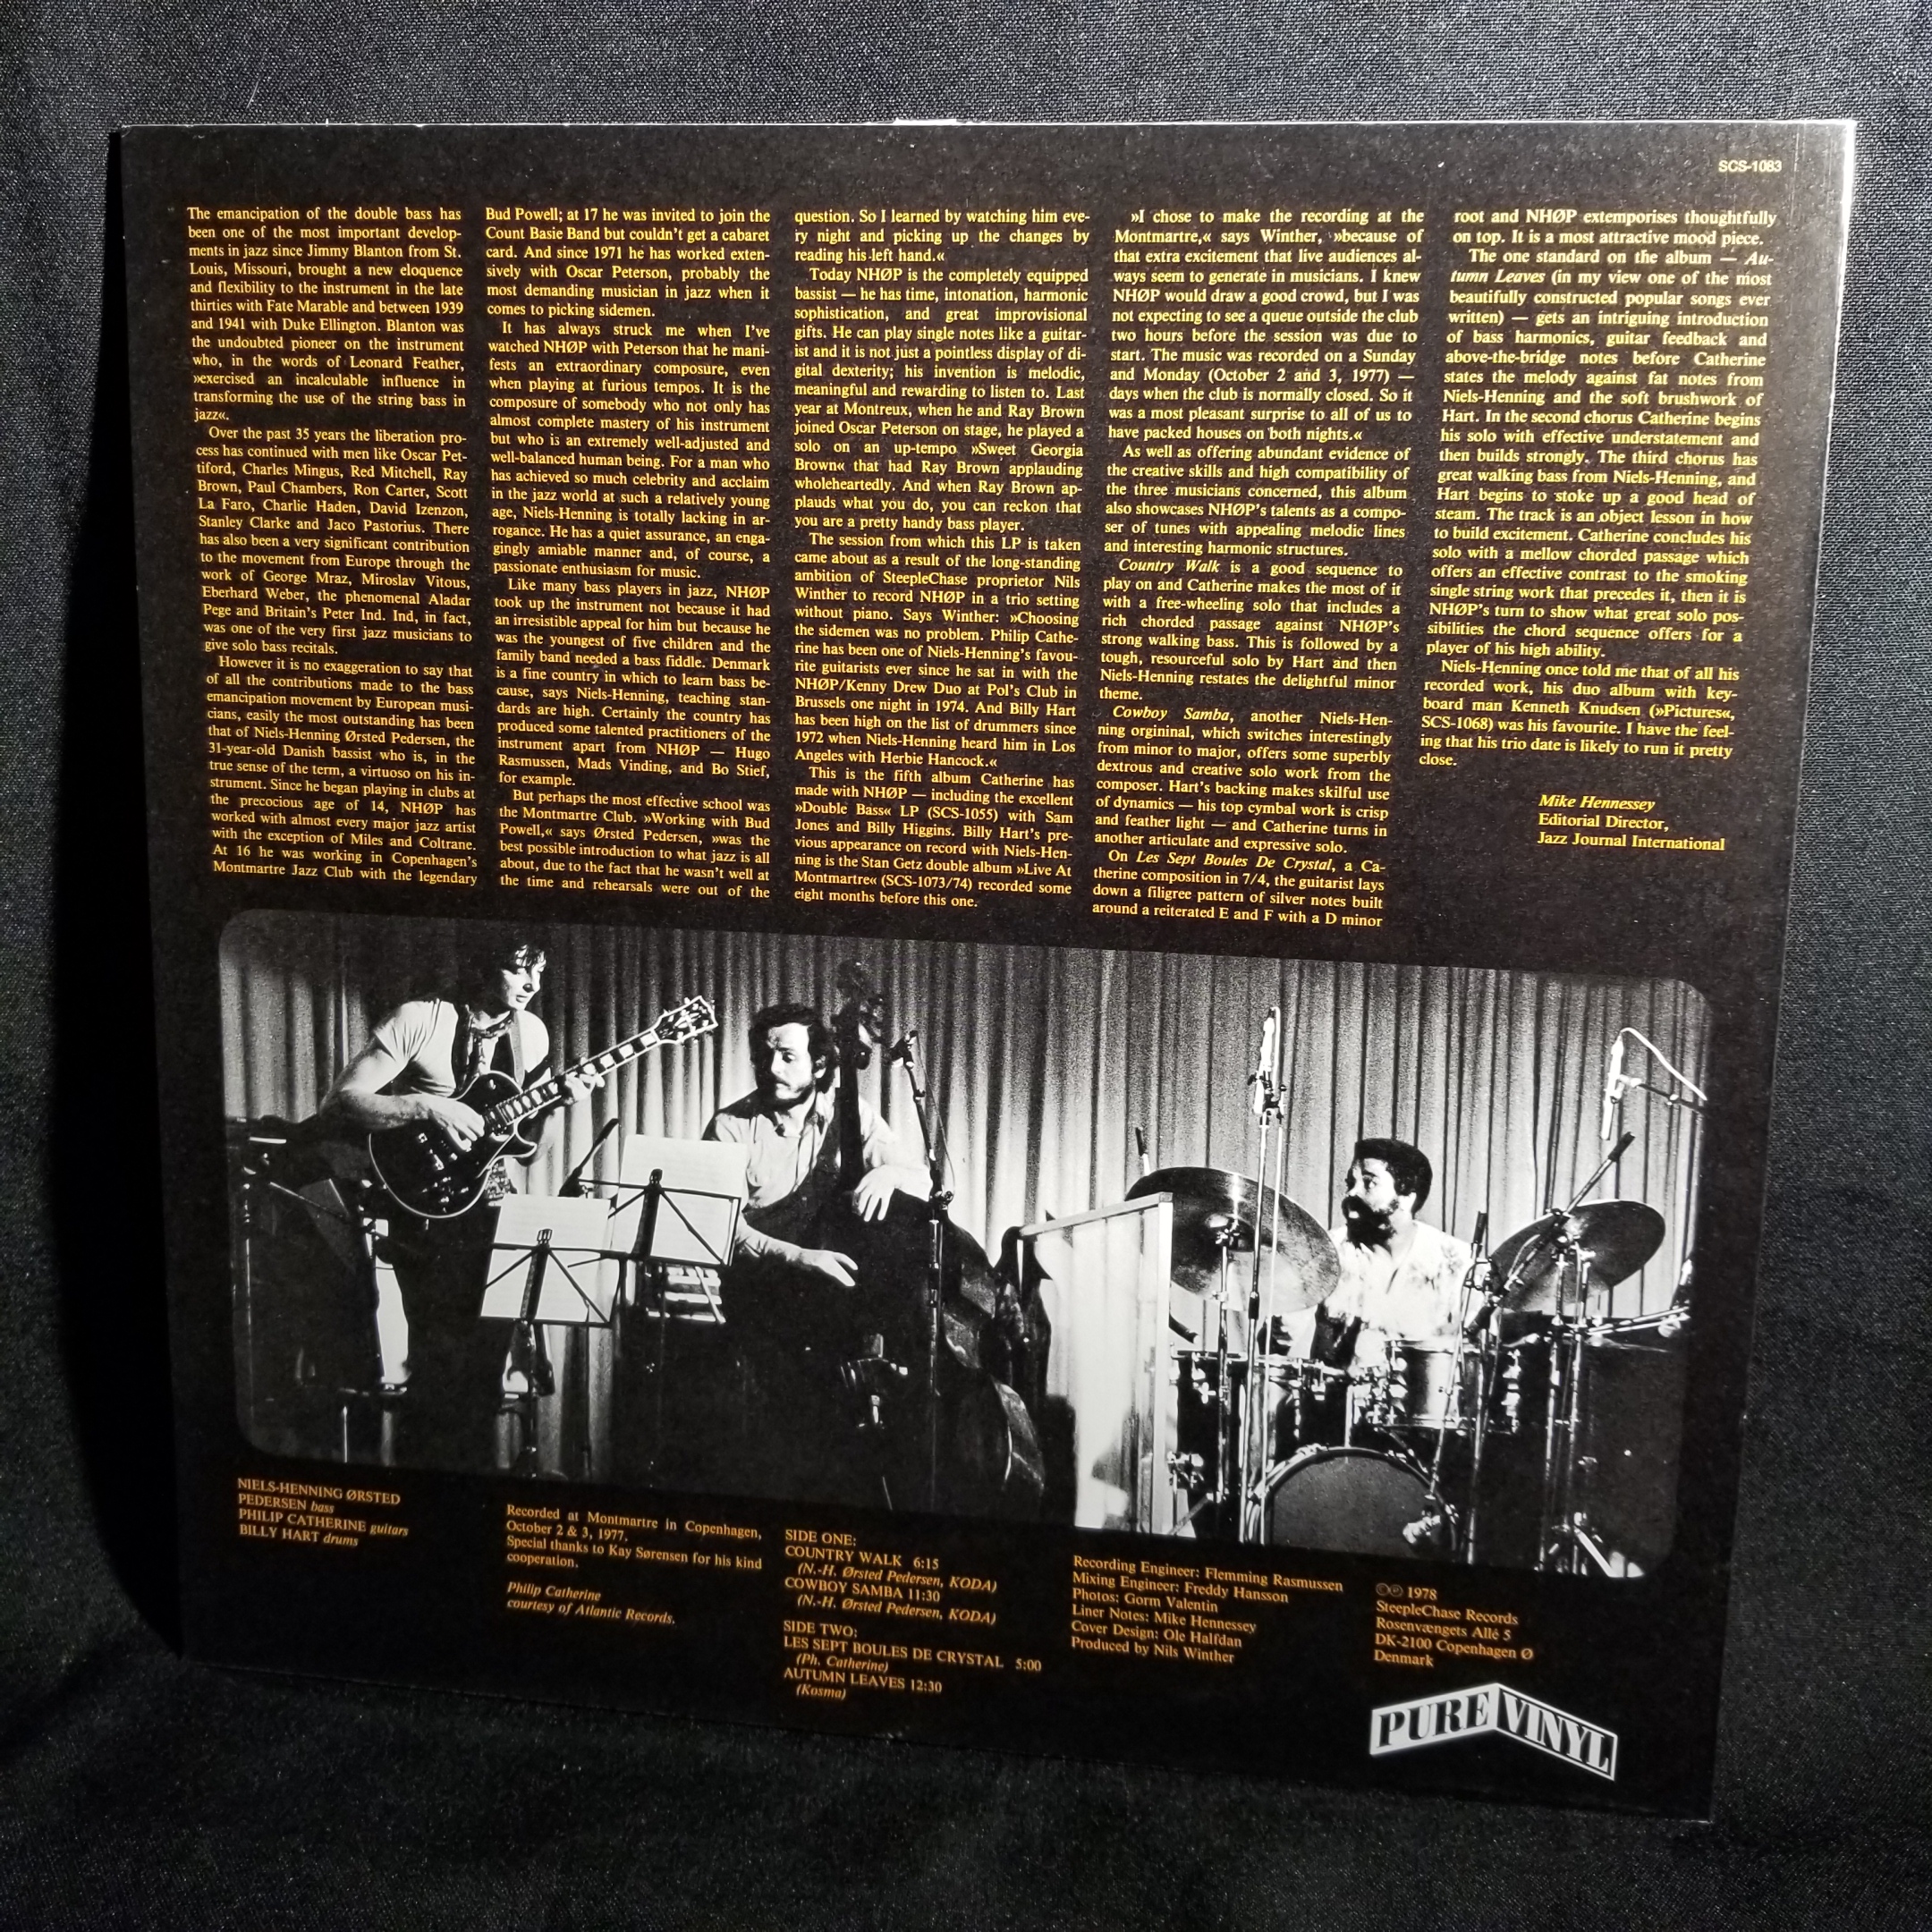 SCS-1083
The emancipation of the double bass has
been one of the most important develop-
ments in jazz since Jimmy Blanton from St.
Louis, Missouri, brought a new eloquence
and flexibility to the instrument in the late
thirties with Fate Marable and between 1939
and 1941 with Duke Ellington. Blanton was
the undoubted pioneer on the instrument
who, in the words of Leonard Feather,
»exercised an incalculable influence in
transforming the use of the string bass in
jazz«.
Over the past 35 years the liberation pro-
cess has continued with men like Oscar Pet-
tiford, Charles Mingus, Red Mitchell, Ray
Brown, Paul Chambers, Ron Carter, Scott
La Faro, Charlie Haden, David Izenzon,
Stanley Clarke and Jaco Pastorius. There
has also been a very significant contribution
to the movement from Europe through the
work of George Mraz, Miroslav Vitous,
Eberhard Weber, the phenomenal Aladar
Pege and Britain's Peter Ind. Ind, in fact,
was one of the very first jazz musicians to
give solo bass recitals.
However it is no exaggeration to say that
of all the contributions made to the bass
emancipation movement by European musi-
cians, easily the most outstanding has been
that of Niels-Henning Ørsted Pedersen, the
31-year-old Danish bassist who is, in the
true sense of the term, a virtuoso on his in-
strument. Since he began playing in clubs at
the precocious age of 14, NHØP has
worked with almost every major jazz artist
with the exception of Miles and Coltrane.
At 16 he was working in Copenhagen's
Montmartre Jazz Club with the legendary
Bud Powell; at 17 he was invited to join the
Count Basie Band but couldn't get a cabaret
card. And since 1971 he has worked exten-
sively with Oscar Peterson, probably the
most demanding musician in jazz when it
comes to picking sidemen.
It has always struck me when I've
watched NHØP with Peterson that he mani-
fests an extraordinary composure, even
when playing at furious tempos. It is the
composure of somebody who not only has
almost complete mastery of his instrument
but who is an extremely well-adjusted and
well-balanced human being. For a man who
has achieved so much celebrity and acclaim
in the jazz world at such a relatively young
age, Niels-Henning is totally lacking in ar-
rogance. He has a quiet assurance, an enga-
gingly amiable manner and, of course, a
passionate enthusiasm for music.
Like many bass players in jazz, NHØP
took up the instrument not because it had
an irresistible appeal for him but because he
was the youngest of five children and the
family band needed a bass fiddle. Denmark
is a fine country in which to learn bass be-
cause, says Niels-Henning, teaching stan-
dards are high. Certainly the country has
produced some talented practitioners of the
instrument apart from NHØP — Hugo
Rasmussen, Mads Vinding, and Bo Stief,
for example.
But perhaps the most effective school was
the Montmartre Club. »Working with Bud
Powell,« says Ørsted Pedersen, »was the
best possible introduction to what jazz is all
about, due to the fact that he wasn't well at
the time and rehearsals were out of the
question. So I learned by watching him eve-
ry night and picking up the changes by
reading his left hand.«
Today NHØP is the completely equipped
bassist — he has time, intonation, harmonic
sophistication, and great improvisional
gifts. He can play single notes like a guitar-
ist and it is not just a pointless display of di-
gital dexterity; his invention is melodic,
meaningful and rewarding to listen to. Last
year at Montreux, when he and Ray Brown
joined Oscar Peterson on stage, he played a
solo on an up-tempo »Sweet Georgia
Brown« that had Ray Brown applauding
wholeheartedly. And when Ray Brown ap-
plauds what you do, you can reckon that
you are a pretty handy bass player.
The session from which this LP is taken
came about as a result of the long-standing
ambition of SteepleChase proprietor Nils
Winther to record NHØP in a trio setting
without piano. Says Winther: »Choosing
the sidemen was no problem. Philip Cathe-
rine has been one of Niels-Henning's favou-
rite guitarists ever since he sat in with the
NHØP/Kenny Drew Duo at Pol's Club in
Brussels one night in 1974. And Billy Hart
has been high on the list of drummers since
1972 when Niels-Henning heard him in Los
Angeles with Herbie Hancock.«
This is the fifth album Catherine has
made with NHØP — including the excellent
»Double Bass« LP (SCS-1055) with Sam
Jones and Billy Higgins. Billy Hart's pre-
vious appearance on record with Niels-Hen-
ning is the Stan Getz double album »Live At
Montmartre« (SCS-1073/74) recorded some
eight months before this one.
»I chose to make the recording at the
Montmartre,« says Winther, »because of
that extra excitement that live audiences al-
ways seem to generate in musicians. I knew
NHØP would draw a good crowd, but I was
not expecting to see a queue outside the club
two hours before the session was due to
start. The music was recorded on a Sunday
and Monday (October 2 and 3, 1977) —
days when the club is normally closed. So it
was a most pleasant surprise to all of us to
have packed houses on both nights.«
As well as offering abundant evidence of
the creative skills and high compatibility of
the three musicians concerned, this album
also showcases NHØP's talents as a compo-
ser of tunes with appealing melodic lines
and interesting harmonic structures.
Country Walk is a good sequence to
play on and Catherine makes the most of it
with a free-wheeling solo that includes a
rich chorded passage against NHØP's
strong walking bass. This is followed by a
tough, resourceful solo by Hart and then
Niels-Henning restates the delightful minor
theme.
Cowboy Samba, another Niels-Hen-
ning orgininal, which switches interestingly
from minor to major, offers some superbly
dextrous and creative solo work from the
composer. Hart's backing makes skilful use
of dynamics — his top cymbal work is crisp
and feather light — and Catherine turns in
another articulate and expressive solo.
On Les Sept Boules De Crystal, a Ca-
therine composition in 7/4, the guitarist lays
down a filigree pattern of silver notes built
around a reiterated E and F with a D minor
root and NHØP extemporises thoughtfully
on top. It is a most attractive mood piece.
The one standard on the album — Au-
tumn Leaves (in my view one of the most
beautifully constructed popular songs ever
written) — gets an intriguing introduction
of bass harmonics, guitar feedback and
above-the-bridge notes before Catherine
states the melody against fat notes from
Niels-Henning and the soft brushwork of
Hart. In the second chorus Catherine begins
his solo with effective understatement and
then builds strongly. The third chorus has
great walking bass from Niels-Henning, and
Hart begins to stoke up a good head of
steam. The track is an object lesson in how
to build excitement. Catherine concludes his
solo with a mellow chorded passage which
offers an effective contrast to the smoking
single string work that precedes it, then it is
NHØP's turn to show what great solo pos-
sibilities the chord sequence offers for a
player of his high ability.
Niels-Henning once told me that of all his
recorded work, his duo album with key-
board man Kenneth Knudsen (»Pictures«,
SCS-1068) was his favourite. I have the feel-
ing that his trio date is likely to run it pretty
close.
Mike Hennessey
Editorial Director,
Jazz Journal International
NIELS-HENNING ØRSTED
PEDERSEN bass
PHILIP CATHERINE guitars
BILLY HART drums
Recorded at Montmartre in Copenhagen,
October 2 & 3, 1977.
Special thanks to Kay Sørensen for his kind
cooperation.
Philip Catherine
courtesy of Atlantic Records.
SIDE ONE:
COUNTRY WALK 6:15
(N.-H. Ørsted Pedersen, KODA)
COWBOY SAMBA 11:30
(N.-H. Ørsted Pedersen, KODA)
SIDE TWO:
LES SEPT BOULES DE CRYSTAL 5:00
(Ph. Catherine)
AUTUMN LEAVES 12:30
(Kosma)
Recording Engineer: Flemming Rasmussen
Mixing Engineer: Freddy Hansson
Photos: Gorm Valentin
Liner Notes: Mike Hennessey
Cover Design: Ole Halfdan
Produced by Nils Winther
©℗ 1978
SteepleChase Records
Rosenvængets Allé 5
DK-2100 Copenhagen Ø
Denmark
PURE VINYL